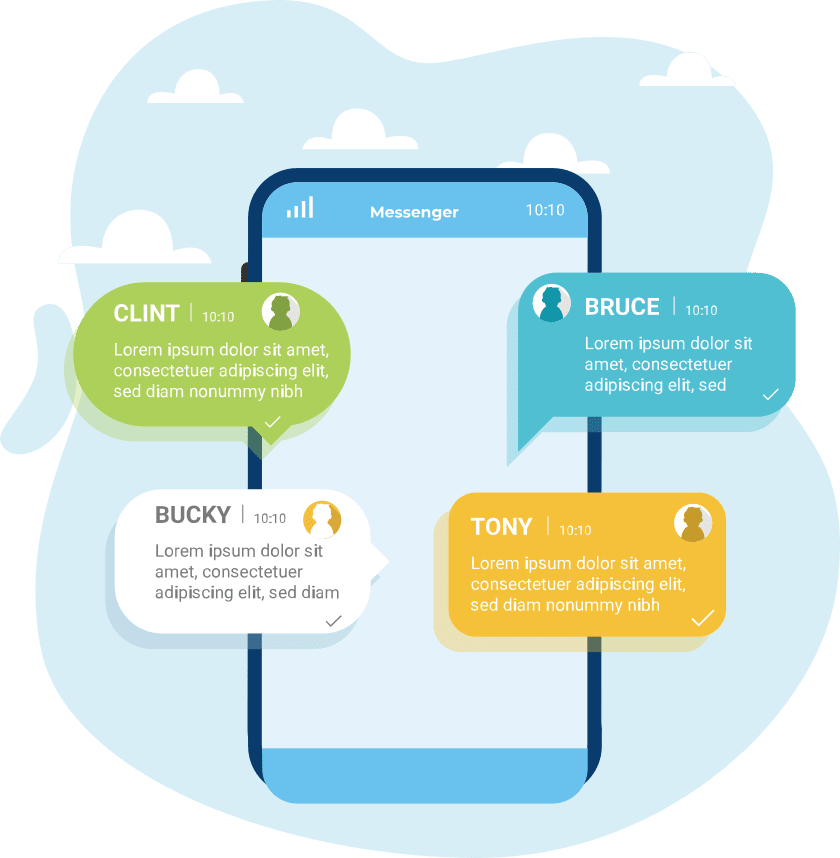 Messenger 10:10
CLINT | 10:10
Lorem ipsum dolor sit amet,
consectetuer adipiscing elit,
sed diam nonummy nibh
BRUCE | 10:10
Lorem ipsum dolor sit
amet, consectetuer
adipiscing elit, sed
BUCKY | 10:10
Lorem ipsum dolor sit
amet, consectetuer
adipiscing elit, sed diam
TONY | 10:10
Lorem ipsum dolor sit amet,
consectetuer adipiscing elit,
sed diam nonummy nibh